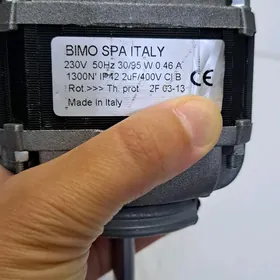 BIMO SPA ITALY
230V 50Hz 30/95 W 0.46 A
1300N' IP42 2uF/400V Cl B
Rot.>>> Th. prot 2F 03-13
Made in Italy CE